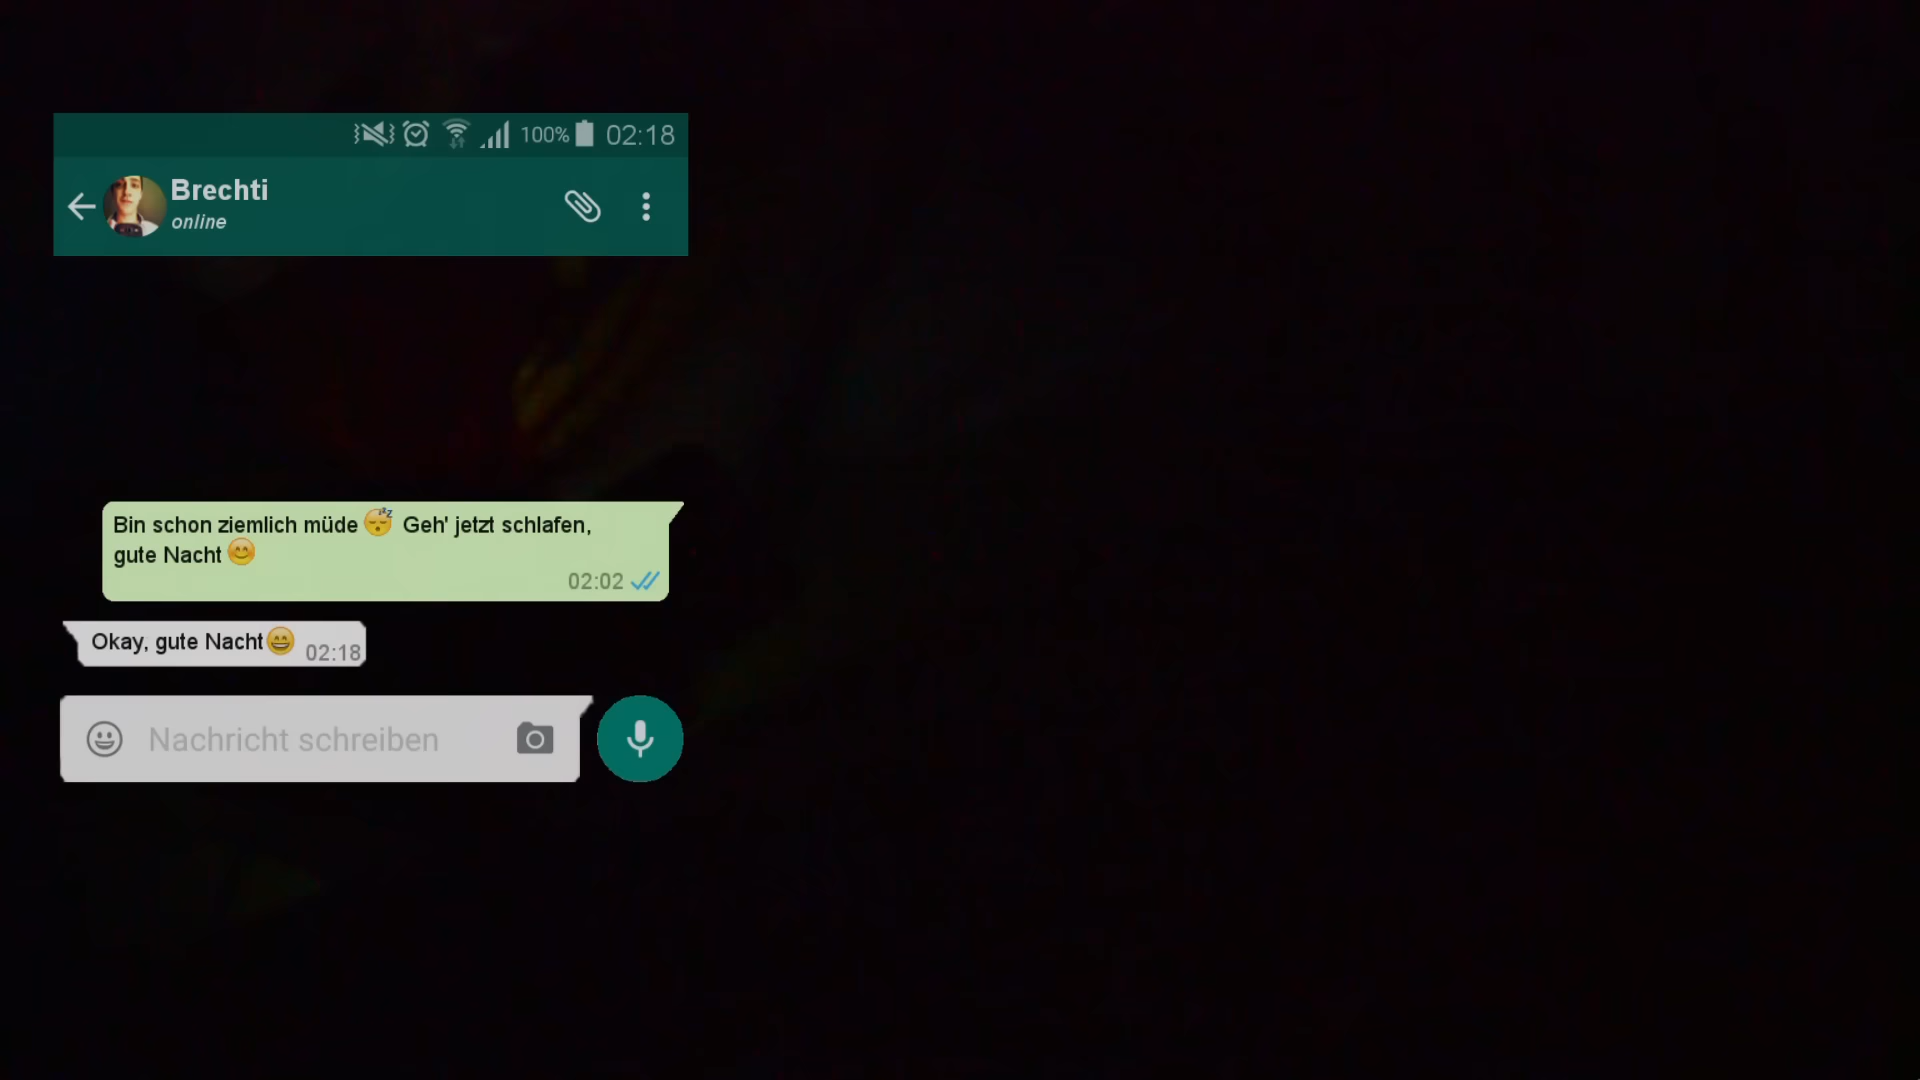 100% 02:18
Brechti
online
Bin schon ziemlich müde 😴 Geh' jetzt schlafen,
gute Nacht 😊
02:02
Okay, gute Nacht 😄 02:18
Nachricht schreiben